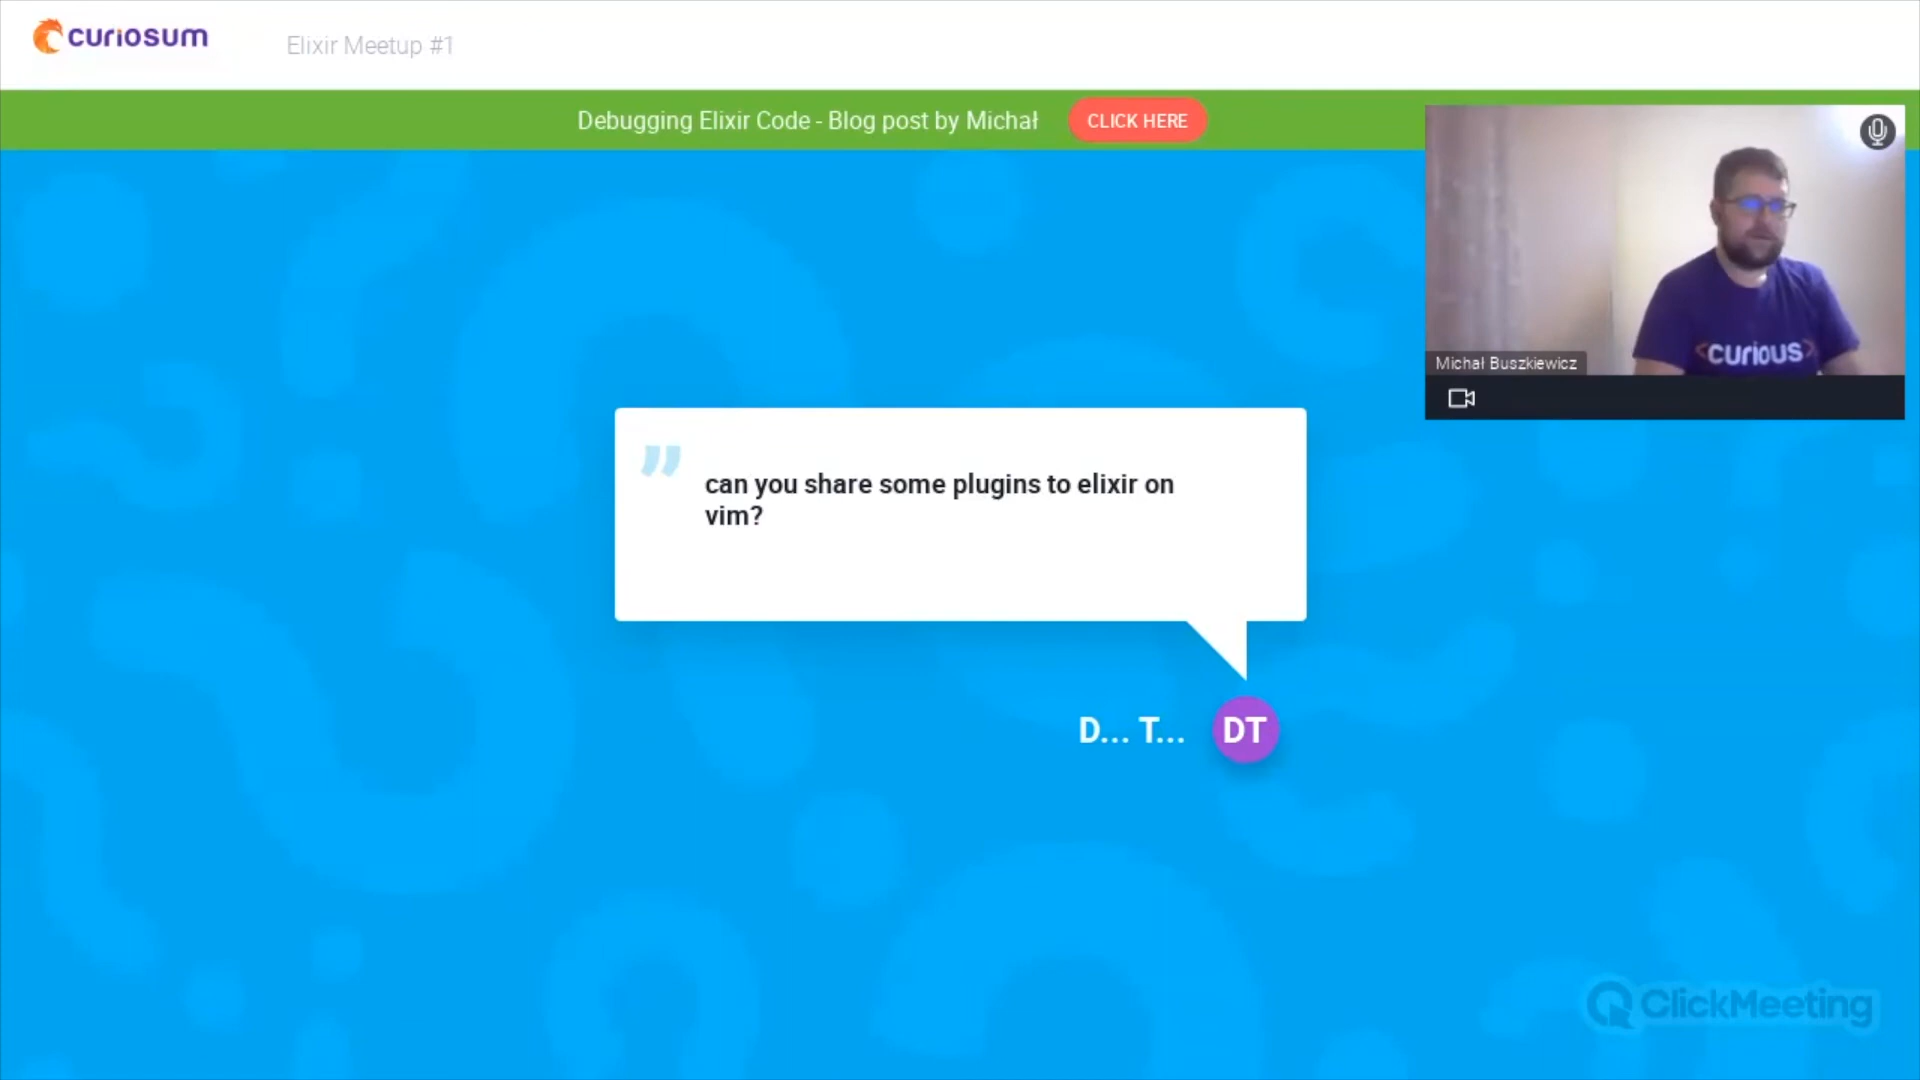 curiosum
Elixir Meetup #1
Debugging Elixir Code - Blog post by Michał
CLICK HERE
<curious>
Michał Buszkiewicz
can you share some plugins to elixir on
vim?
D... T...
DT
ClickMeeting